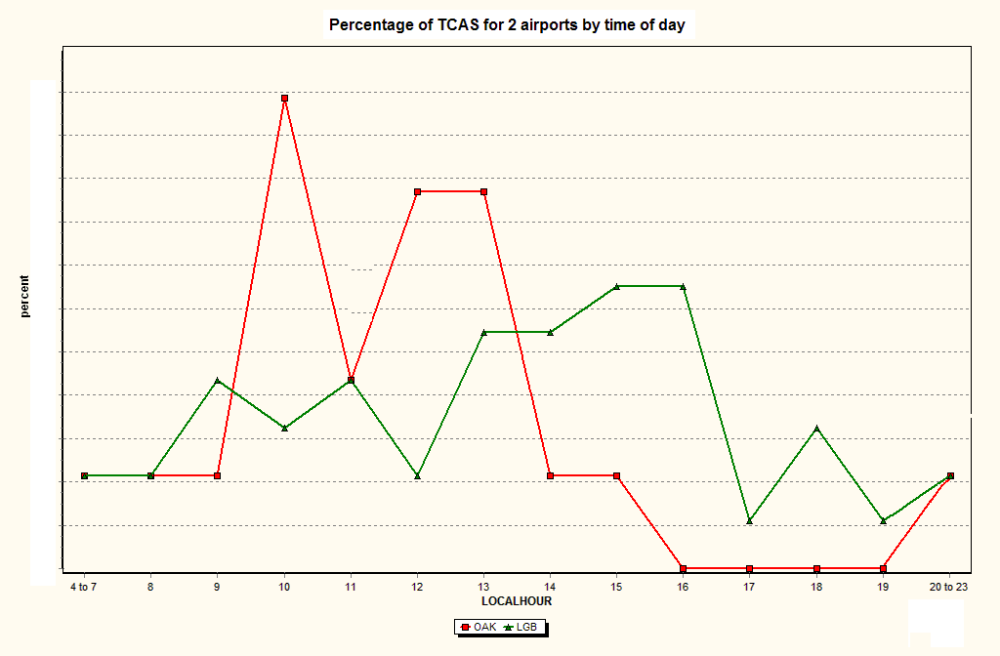 Percentage of TCAS for 2 airports by time of day
percent
4 to 7 8 9 10 11 12 13 14 15 16 17 18 19 20 to 23
LOCALHOUR
OAK LGB